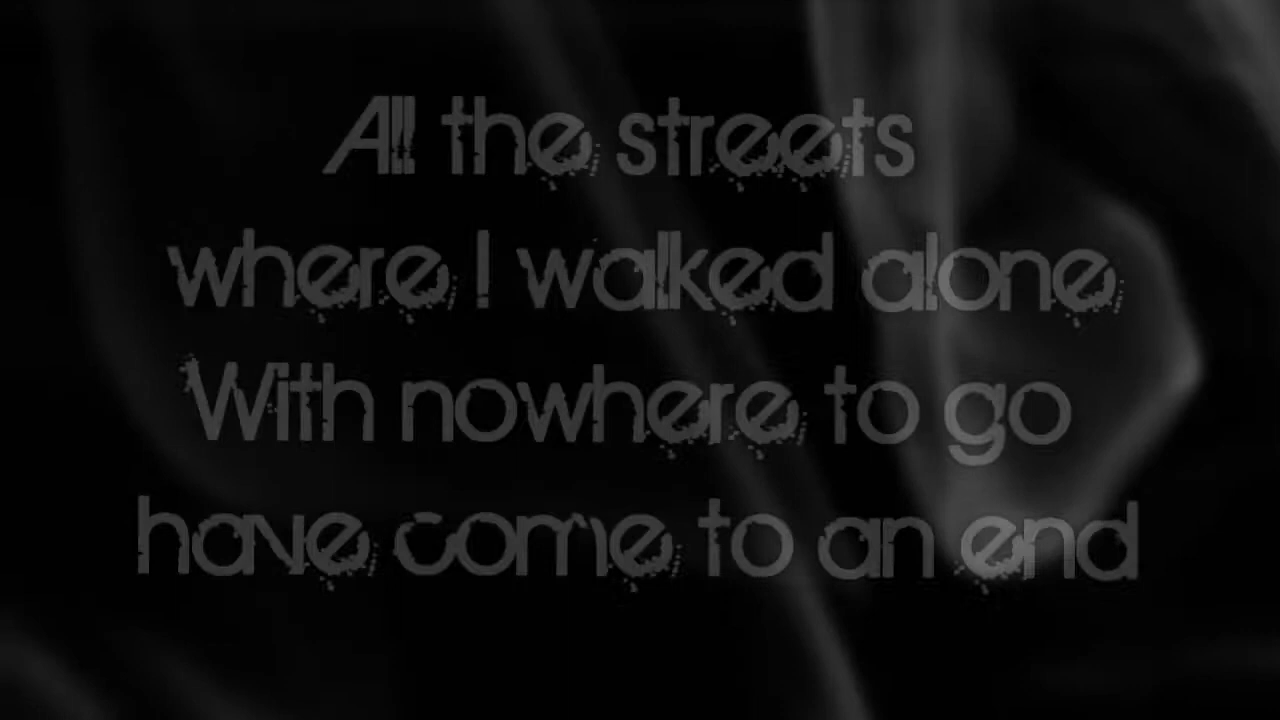 All the streets
where I walked alone
With nowhere to go
have come to an end